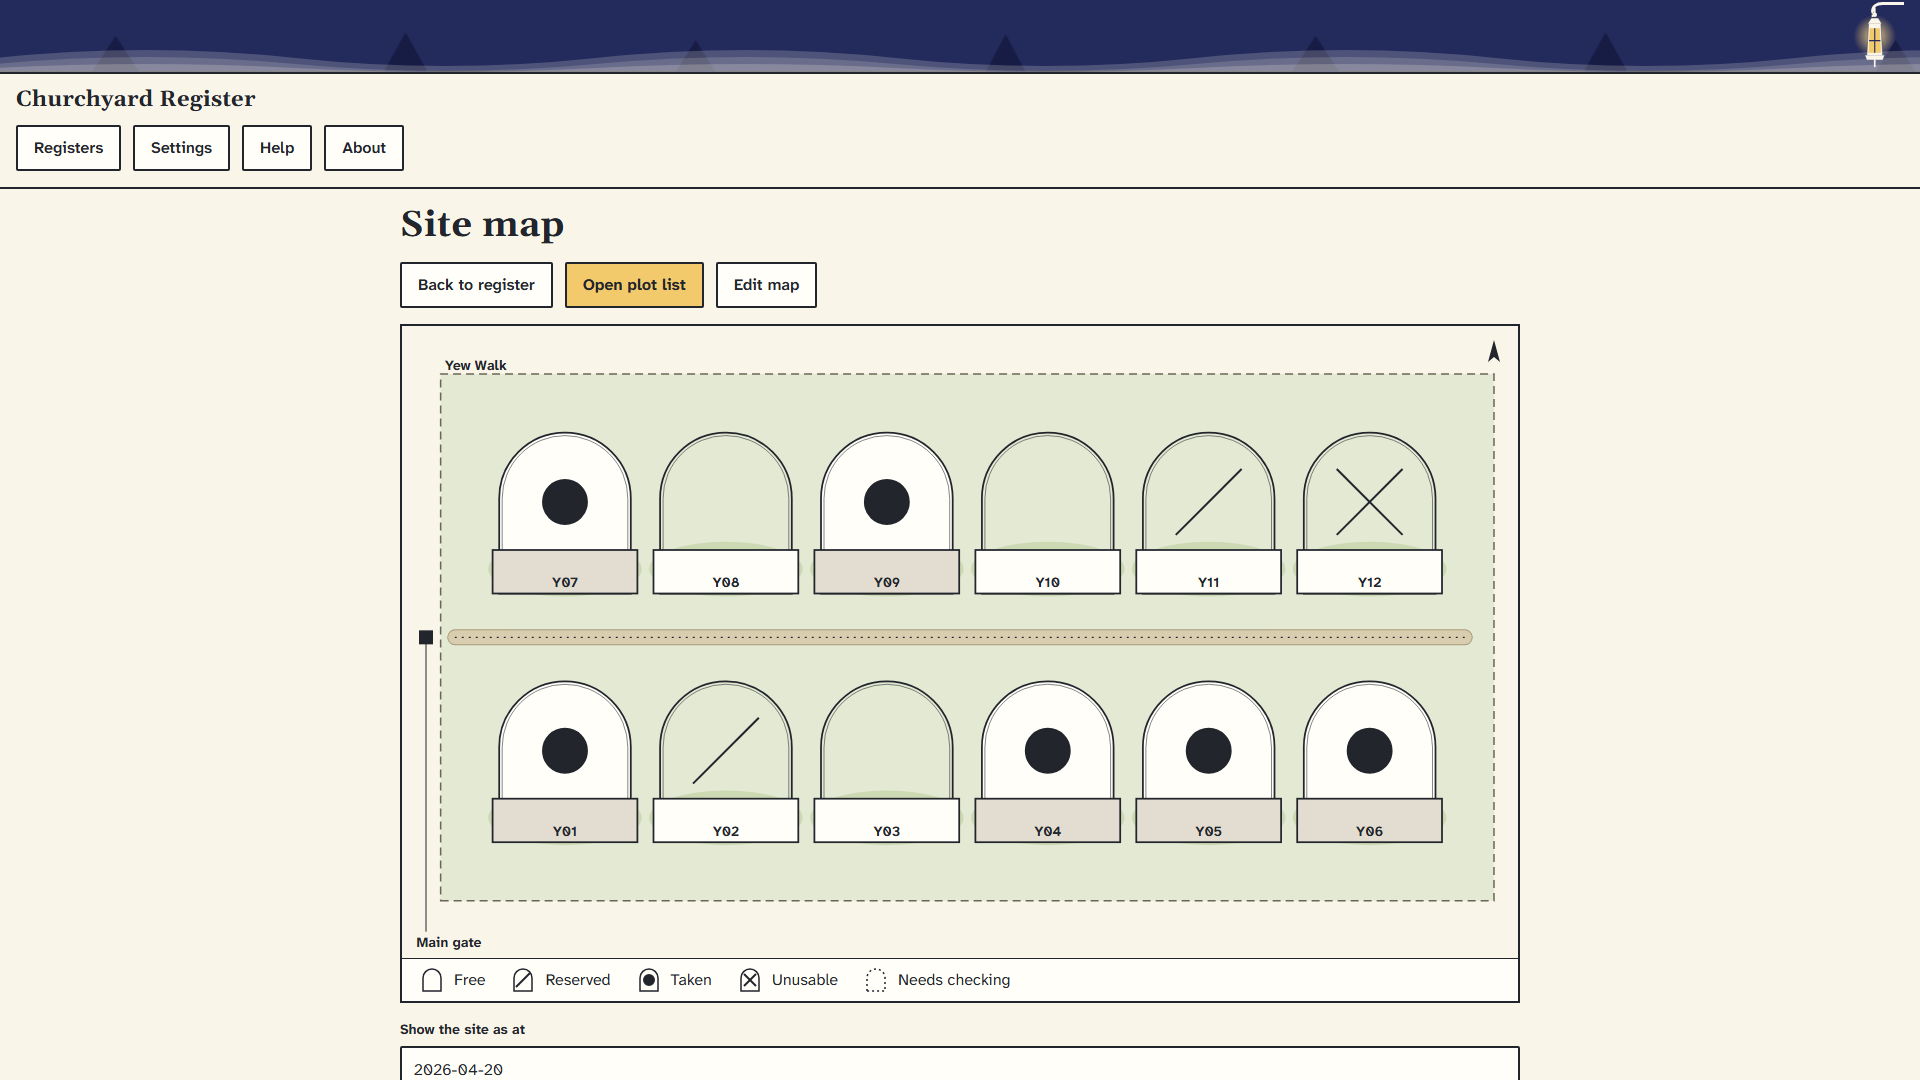 Churchyard Register
Registers Settings Help About
Site map
Back to register Open plot list Edit map
Yew Walk
Y07 Y08 Y09 Y10 Y11 Y12
Y01 Y02 Y03 Y04 Y05 Y06
Main gate
Free Reserved Taken Unusable Needs checking
Show the site as at
2026-04-20